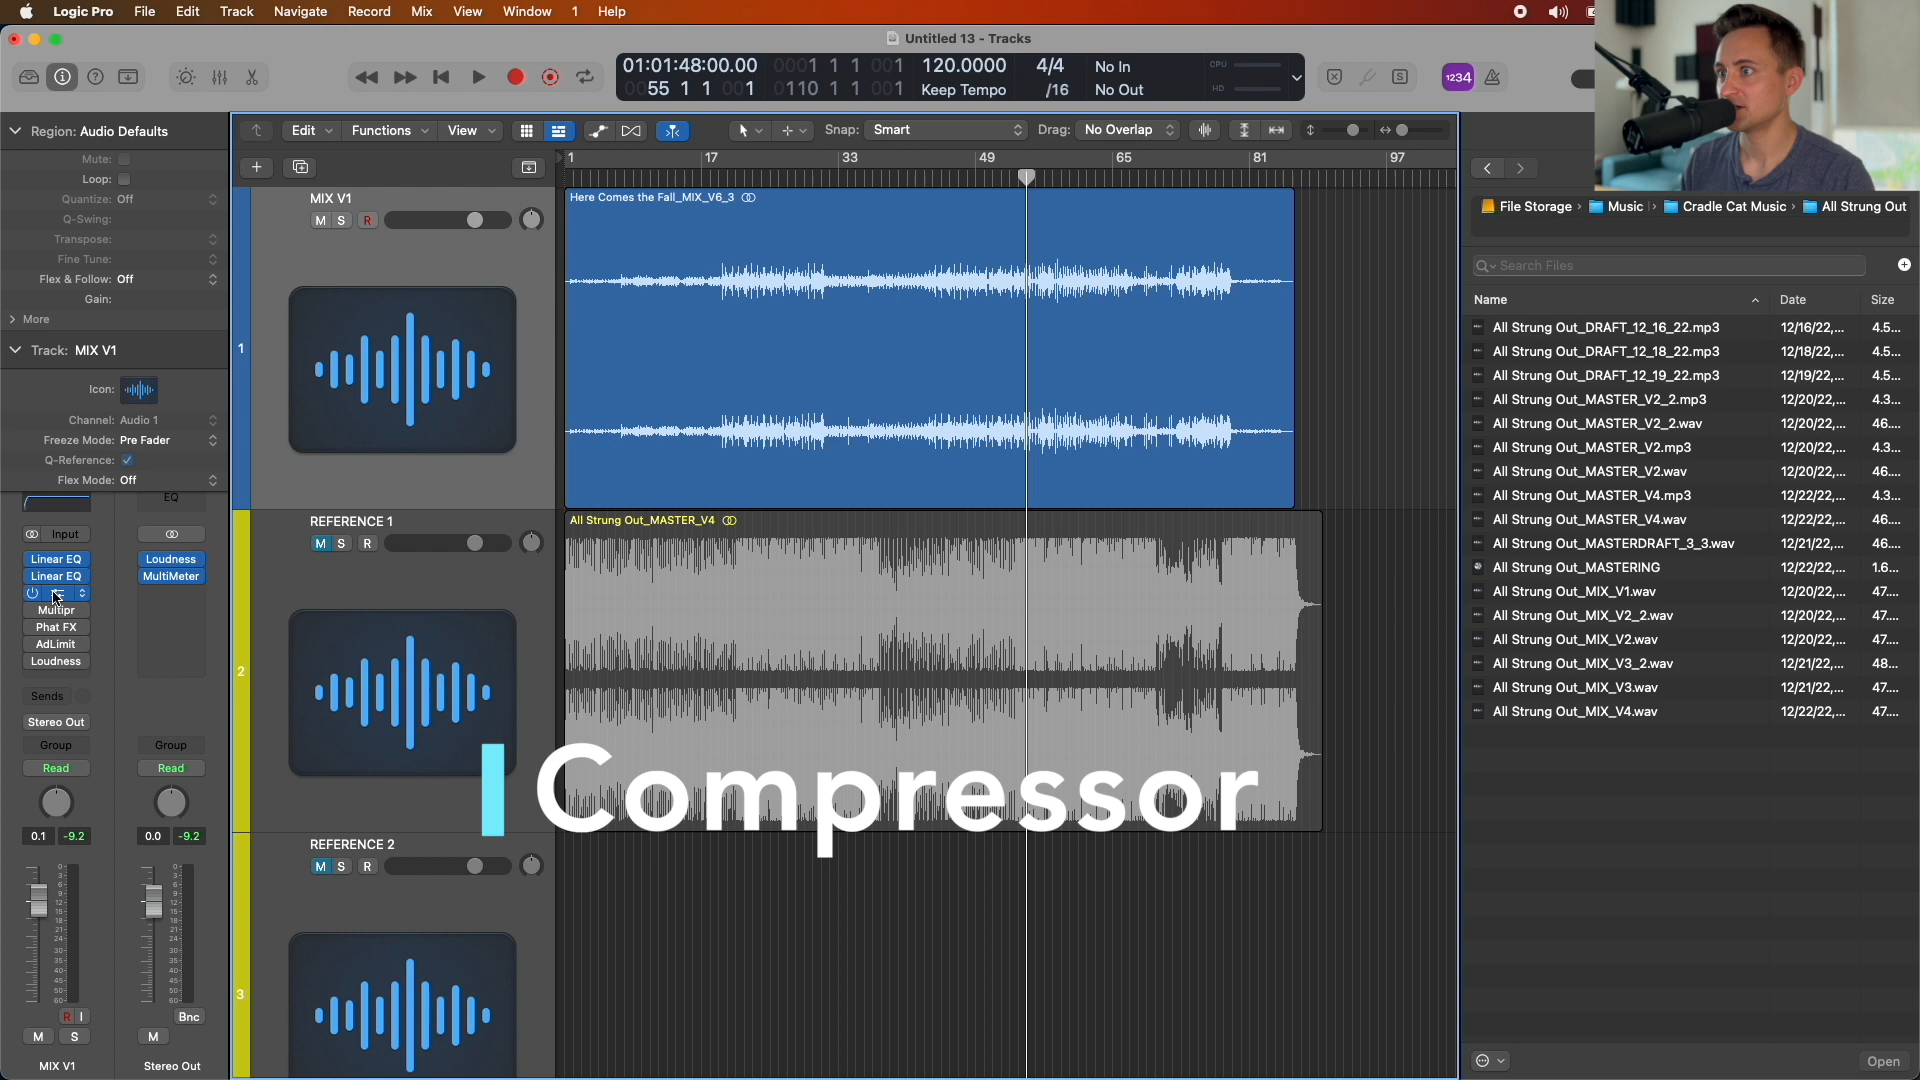 Logic Pro File Edit Track Navigate Record Mix View Window 1 Help
Untitled 13 - Tracks
01:01:48:00.00 0001 1 1 001 120.0000 4/4 No In CPU
0055 1 1 001 0110 1 1 001 Keep Tempo /16 No Out HD
1234
Region: Audio Defaults
Mute:
Loop:
Quantize: Off
Q-Swing:
Transpose:
Fine Tune:
Flex & Follow: Off
Gain:
More
Track: MIX V1
Icon:
Channel: Audio 1
Freeze Mode: Pre Fader
Q-Reference:
Flex Mode: Off
EQ
Input
Linear EQ Loudness
Linear EQ MultiMeter
Multipr
Phat FX
AdLimit
Loudness
Sends
Stereo Out
Group Group
Read Read
0.1 -9.2 0.0 -9.2
R I Bnc
M S M
MIX V1 Stereo Out
Edit Functions View Snap: Smart Drag: No Overlap
1 17 33 49 65 81 97
MIX V1
M S R
1
Here Comes the Fall_MIX_V6_3
REFERENCE 1
M S R
2
All Strung Out_MASTER_V4
Compressor
REFERENCE 2
M S R
3
File Storage Music Cradle Cat Music All Strung Out
Search Files
Name Date Size
All Strung Out_DRAFT_12_16_22.mp3 12/16/22,... 4.5...
All Strung Out_DRAFT_12_18_22.mp3 12/18/22,... 4.5...
All Strung Out_DRAFT_12_19_22.mp3 12/19/22,... 4.5...
All Strung Out_MASTER_V2_2.mp3 12/20/22,... 4.3...
All Strung Out_MASTER_V2_2.wav 12/20/22,... 46....
All Strung Out_MASTER_V2.mp3 12/20/22,... 4.3...
All Strung Out_MASTER_V2.wav 12/20/22,... 46....
All Strung Out_MASTER_V4.mp3 12/22/22,... 4.3...
All Strung Out_MASTER_V4.wav 12/22/22,... 46....
All Strung Out_MASTERDRAFT_3_3.wav 12/21/22,... 46....
All Strung Out_MASTERING 12/22/22,... 1.6...
All Strung Out_MIX_V1.wav 12/20/22,... 47....
All Strung Out_MIX_V2_2.wav 12/20/22,... 47....
All Strung Out_MIX_V2.wav 12/20/22,... 47....
All Strung Out_MIX_V3_2.wav 12/21/22,... 48...
All Strung Out_MIX_V3.wav 12/21/22,... 47....
All Strung Out_MIX_V4.wav 12/22/22,... 47....
Open